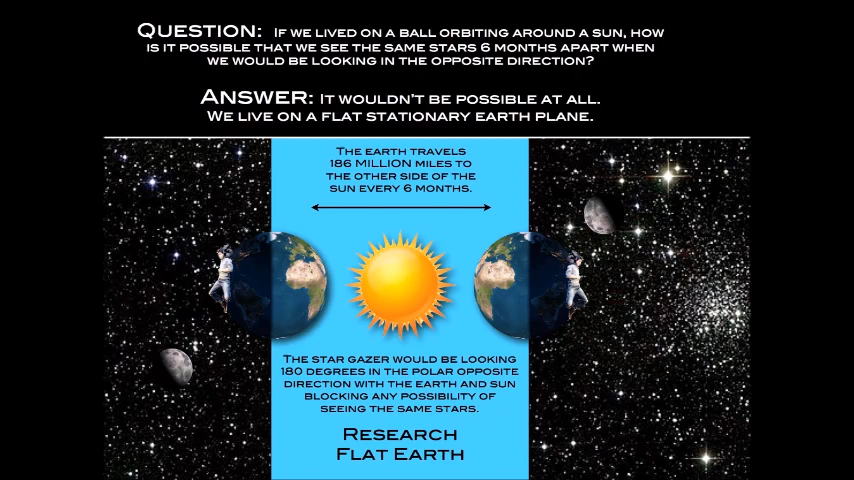 QUESTION: IF WE LIVED ON A BALL ORBITING AROUND A SUN, HOW
IS IT POSSIBLE THAT WE SEE THE SAME STARS 6 MONTHS APART WHEN
WE WOULD BE LOOKING IN THE OPPOSITE DIRECTION?
ANSWER: IT WOULDN'T BE POSSIBLE AT ALL.
WE LIVE ON A FLAT STATIONARY EARTH PLANE.
THE EARTH TRAVELS
186 MILLION MILES TO
THE OTHER SIDE OF THE
SUN EVERY 6 MONTHS.
THE STAR GAZER WOULD BE LOOKING
180 DEGREES IN THE POLAR OPPOSITE
DIRECTION WITH THE EARTH AND SUN
BLOCKING ANY POSSIBILITY OF
SEEING THE SAME STARS.
RESEARCH
FLAT EARTH